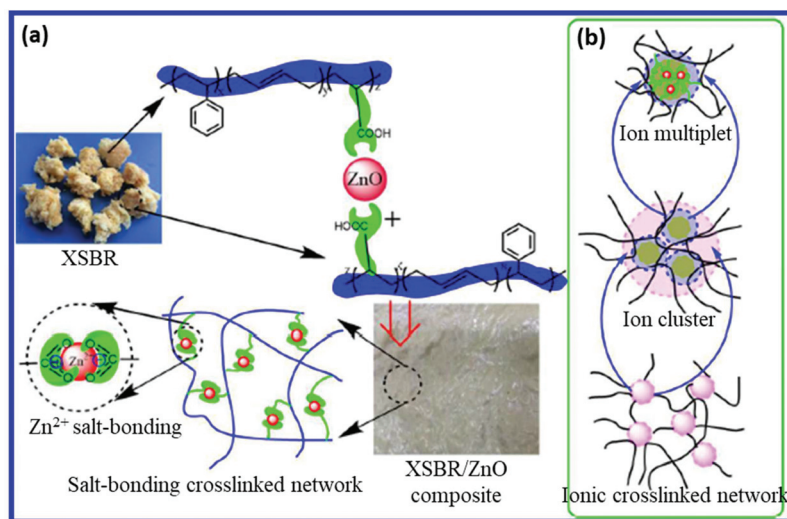 (a)
x
y
z
COOH
XSBR
ZnO
HOOC
+
z
Zn2+
C
O
O
C
O
O
Zn²⁺ salt-bonding
Salt-bonding crosslinked network
XSBR/ZnO
composite
(b)
Ion multiplet
Ion cluster
Ionic crosslinked network